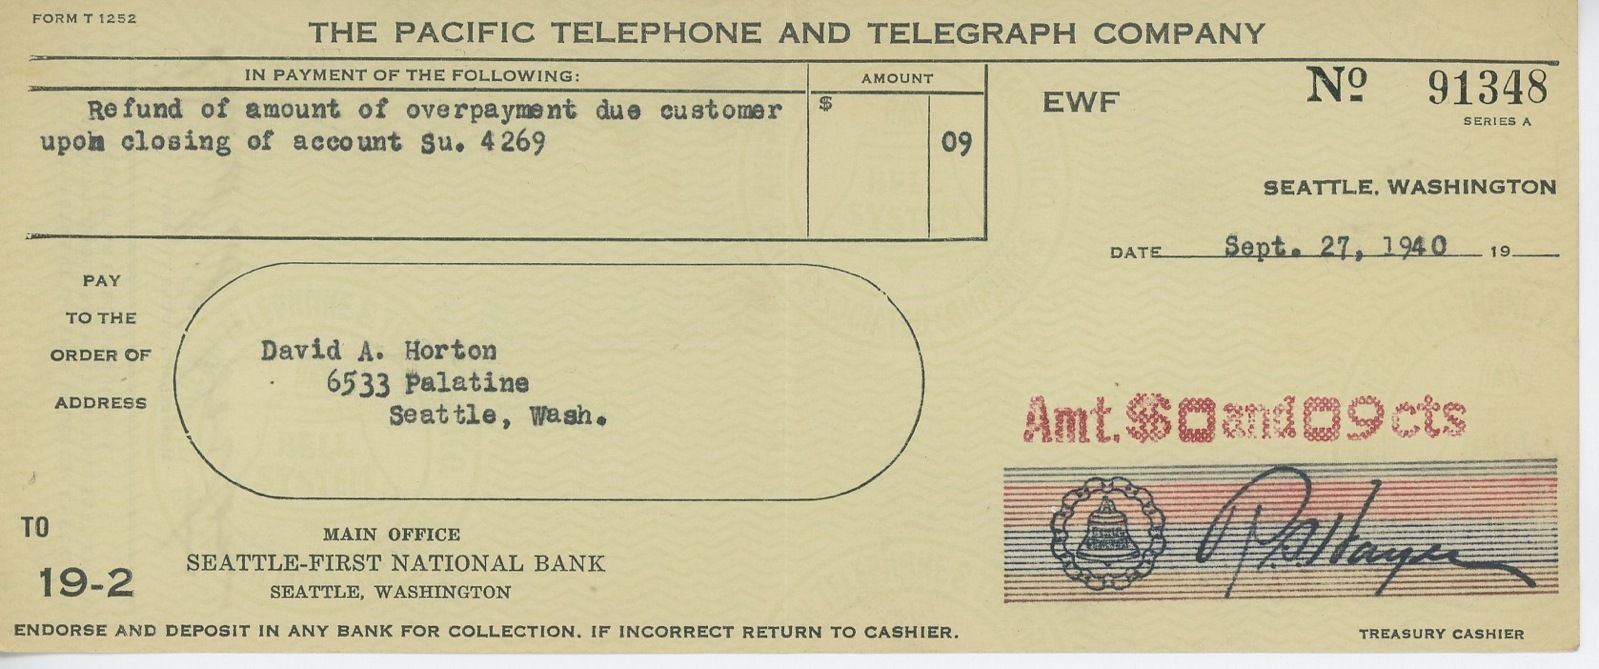 FORM T 1252
THE PACIFIC TELEPHONE AND TELEGRAPH COMPANY
IN PAYMENT OF THE FOLLOWING:
AMOUNT
Refund of amount of overpayment due customer
upon closing of account Su. 4269
$
09
EWF
Nº 91348
SERIES A
SEATTLE, WASHINGTON
DATE Sept. 27, 1940 19
PAY
TO THE
ORDER OF
ADDRESS
David A. Horton
6533 Palatine
Seattle, Wash.
Amt. $0 and 09 cts
TO
19-2
MAIN OFFICE
SEATTLE-FIRST NATIONAL BANK
SEATTLE, WASHINGTON
ENDORSE AND DEPOSIT IN ANY BANK FOR COLLECTION. IF INCORRECT RETURN TO CASHIER.
TREASURY CASHIER